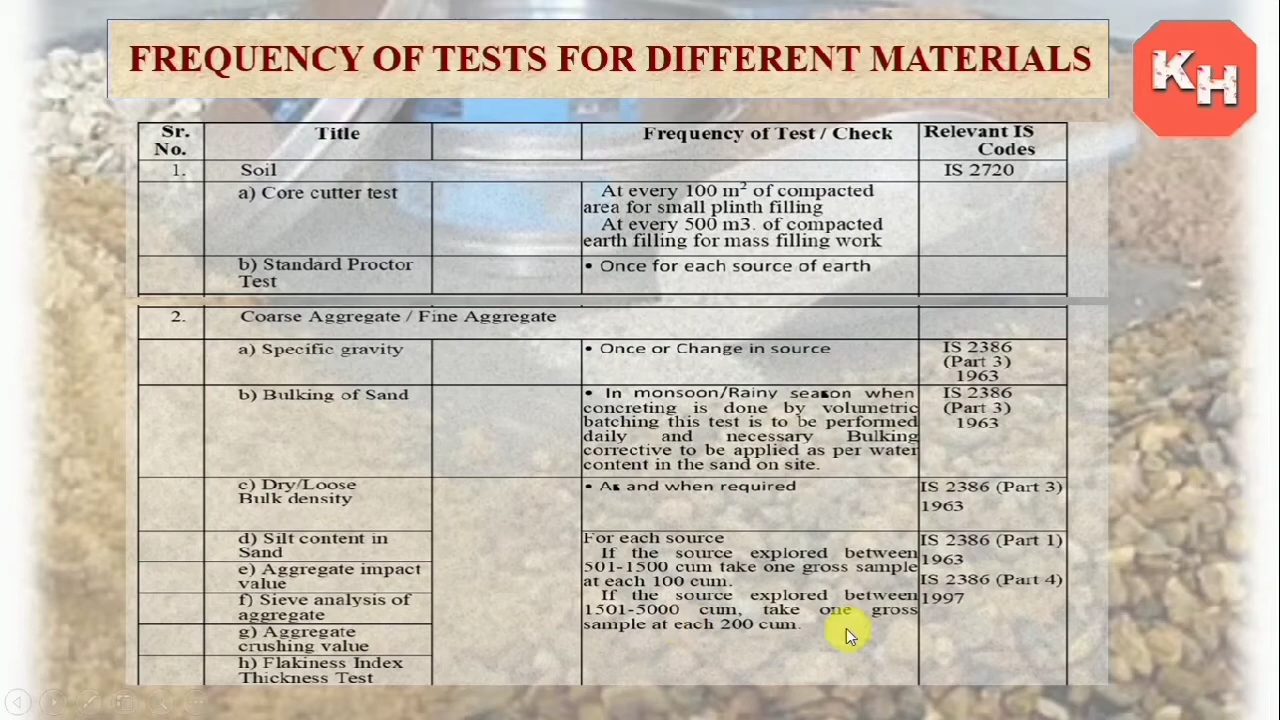 FREQUENCY OF TESTS FOR DIFFERENT MATERIALS
KH
Sr. No. Title Frequency of Test / Check Relevant IS Codes
1. Soil IS 2720
a) Core cutter test
At every 100 m² of compacted
area for small plinth filling
At every 500 m3. of compacted
earth filling for mass filling work
b) Standard Proctor
Test
• Once for each source of earth
2. Coarse Aggregate / Fine Aggregate
a) Specific gravity
• Once or Change in source
IS 2386
(Part 3)
1963
b) Bulking of Sand
• In monsoon/Rainy season when
concreting is done by volumetric
batching this test is to be performed
daily and necessary Bulking
corrective to be applied as per water
content in the sand on site.
IS 2386
(Part 3)
1963
c) Dry/Loose
Bulk density
• As and when required
IS 2386 (Part 3)
1963
d) Silt content in
Sand
e) Aggregate impact
value
f) Sieve analysis of
aggregate
g) Aggregate
crushing value
h) Flakiness Index
Thickness Test
For each source
If the source explored between
501-1500 cum take one gross sample
at each 100 cum.
If the source explored between
1501-5000 cum, take one gross
sample at each 200 cum.
IS 2386 (Part 1)
1963
IS 2386 (Part 4)
1997